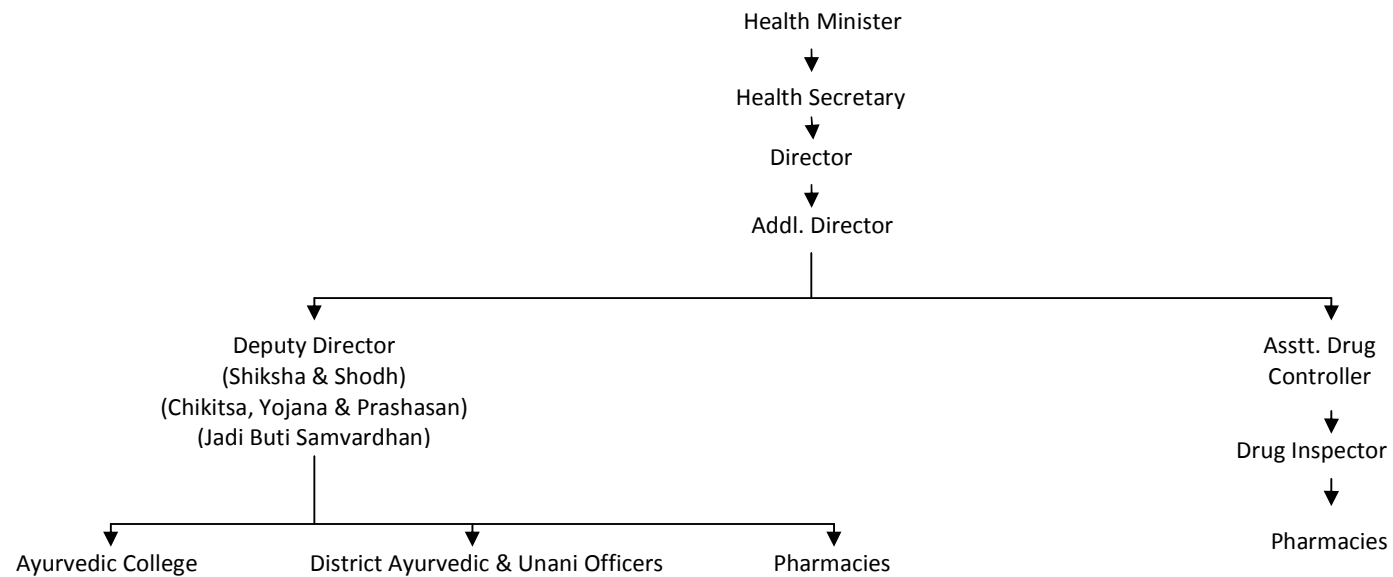 Health Minister
Health Secretary
Director
Addl. Director
Deputy Director
(Shiksha & Shodh)
(Chikitsa, Yojana & Prashasan)
(Jadi Buti Samvardhan)
Asstt. Drug
Controller
Drug Inspector
Pharmacies
Ayurvedic College
District Ayurvedic & Unani Officers
Pharmacies